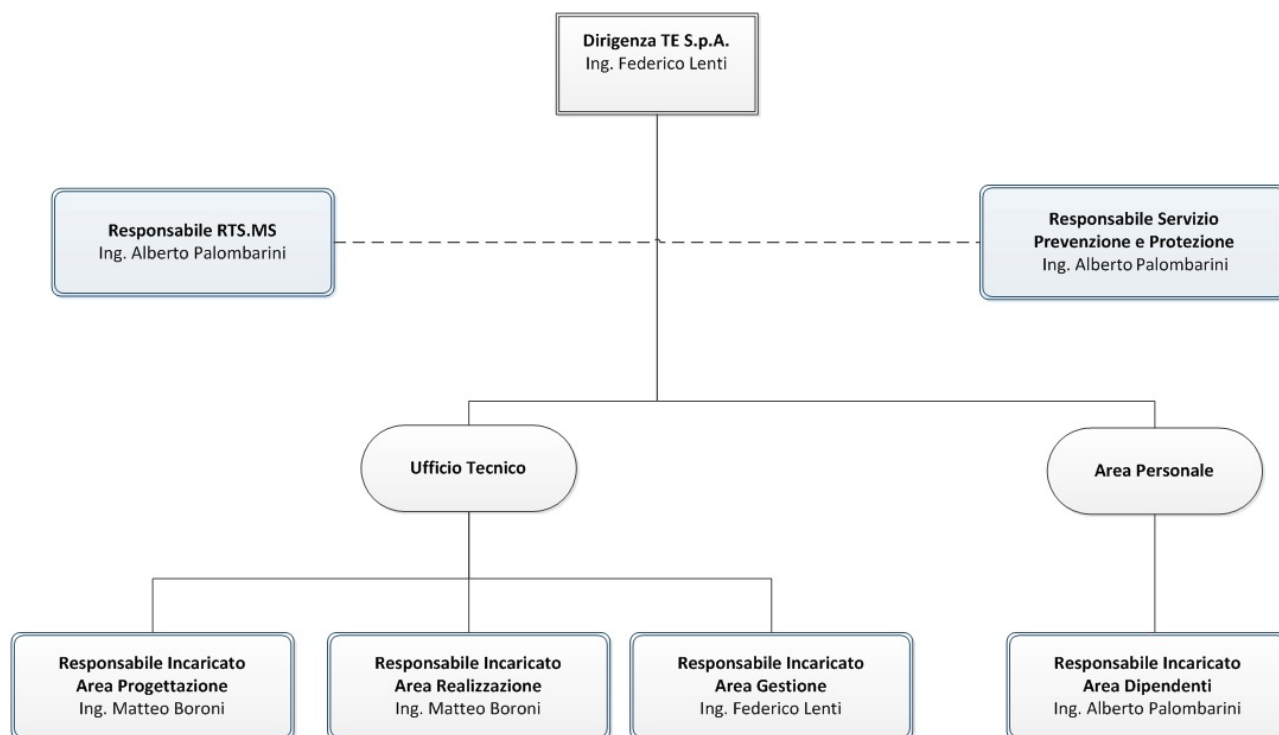 Dirigenza TE S.p.A.
Ing. Federico Lenti
Responsabile RTS.MS
Ing. Alberto Palombarini
Responsabile Servizio
Prevenzione e Protezione
Ing. Alberto Palombarini
Ufficio Tecnico
Area Personale
Responsabile Incaricato
Area Progettazione
Ing. Matteo Boroni
Responsabile Incaricato
Area Realizzazione
Ing. Matteo Boroni
Responsabile Incaricato
Area Gestione
Ing. Federico Lenti
Responsabile Incaricato
Area Dipendenti
Ing. Alberto Palombarini